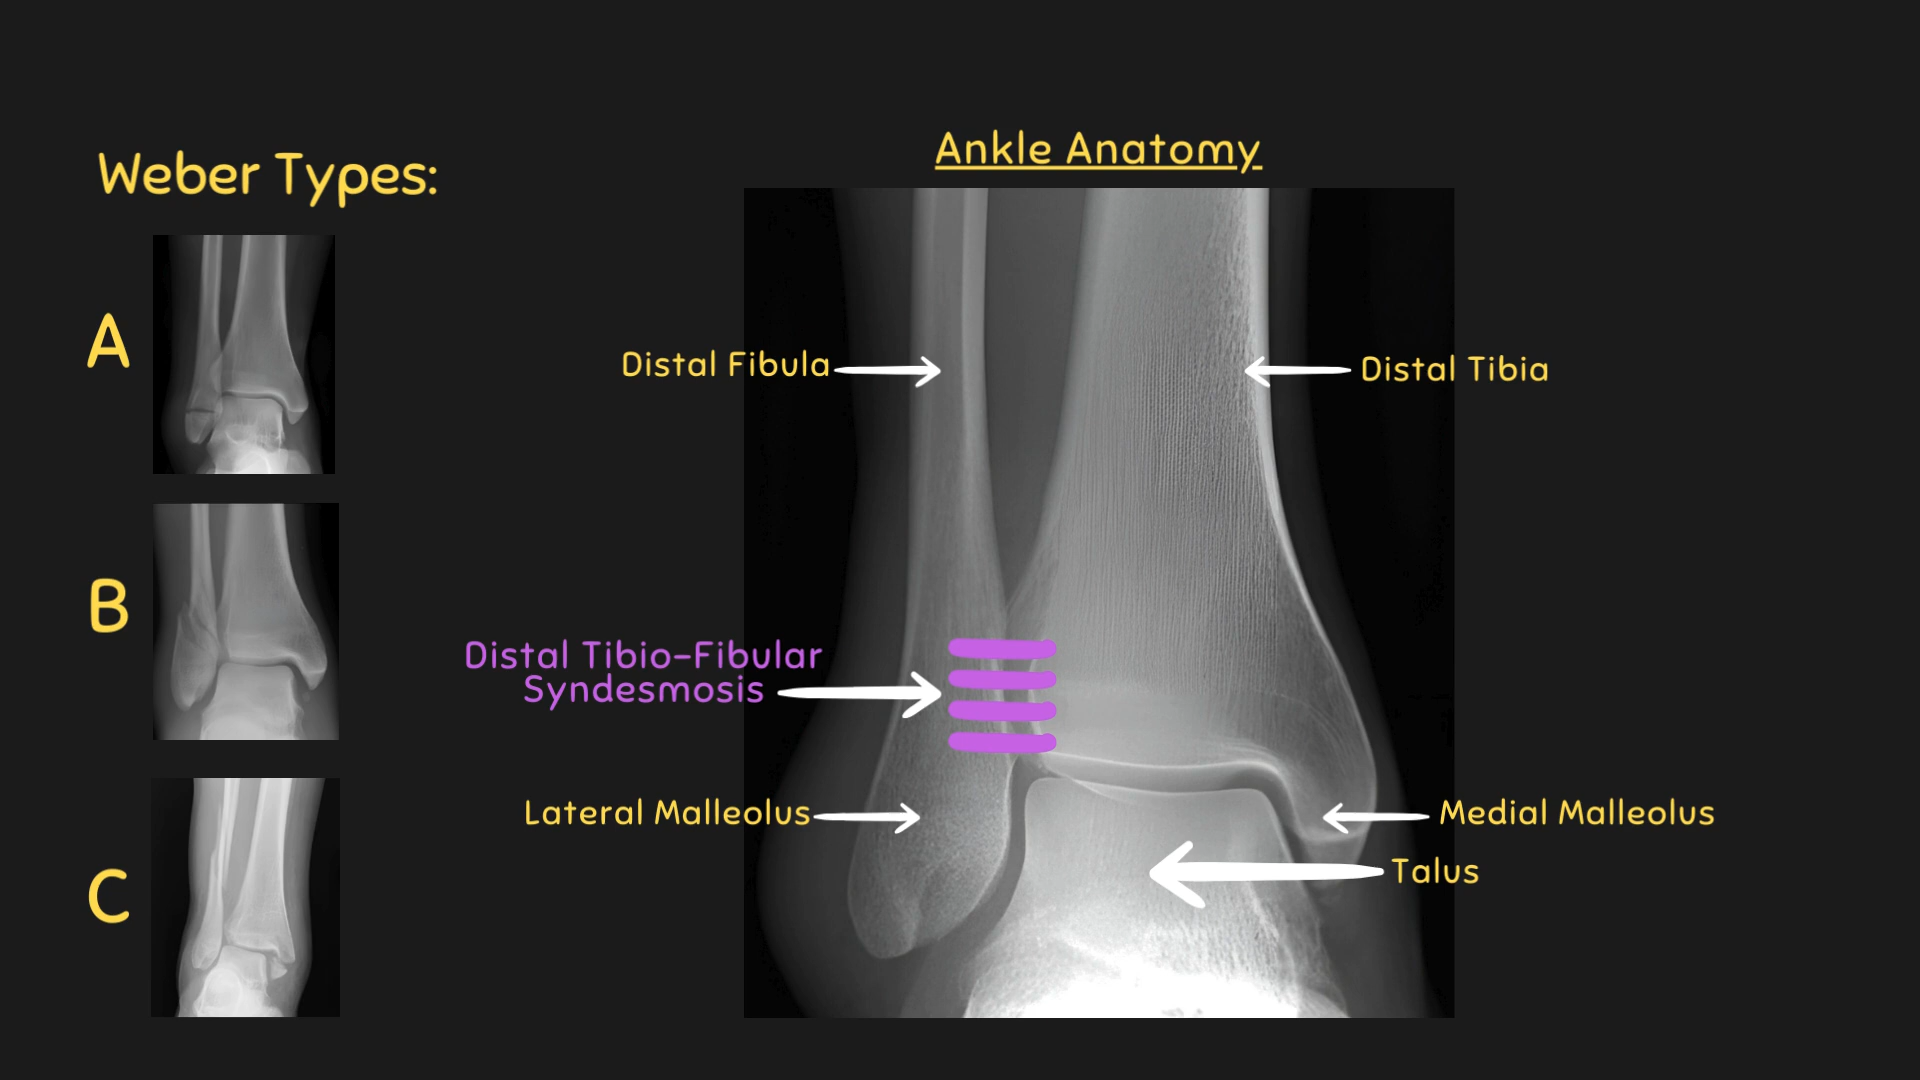 Weber Types:
A
B
C
Ankle Anatomy
Distal Fibula
Distal Tibia
Distal Tibio-Fibular
Syndesmosis
Lateral Malleolus
Medial Malleolus
Talus